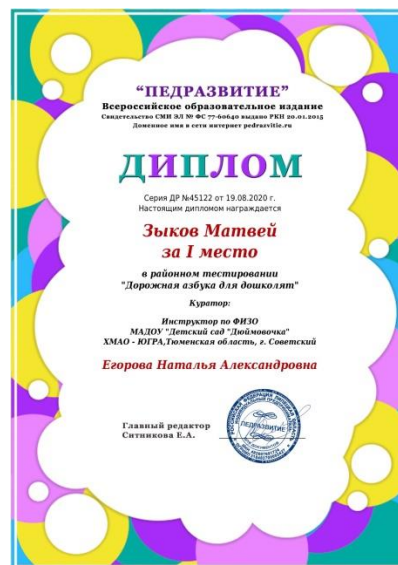 “ПЕДРАЗВИТИЕ”
Всероссийское образовательное издание
Свидетельство СМИ ЭЛ № ФС 77-60640 выдано РКН 20.01.2015
Доменное имя в сети интернет pedrazvitie.ru
ДИПЛОМ
Серия ДР №45122 от 19.08.2020 г.
Настоящим дипломом награждается
Зыков Матвей
за I место
в районном тестировании
"Дорожная азбука для дошколят"
Куратор:
Инструктор по ФИЗО
МАДОУ "Детский сад "Дюймовочка"
ХМАО - ЮГРА,Тюменская область, г. Советский
Егорова Наталья Александровна
Главный редактор
Ситникова Е.А.
ПЕДРАЗВИТИЕ